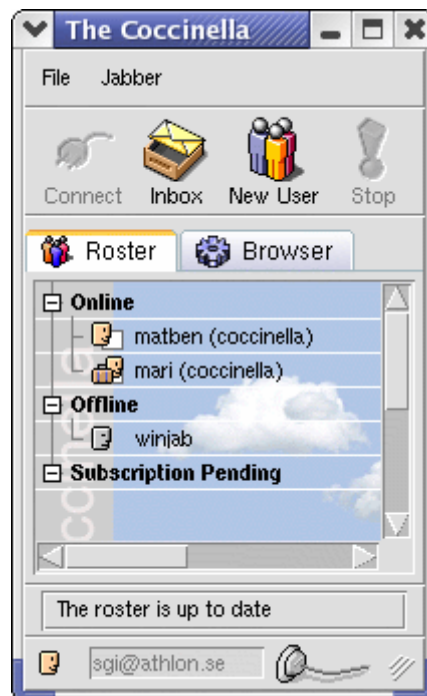 The Coccinella
File Jabber
Connect Inbox New User Stop
Roster Browser
Online
matben (coccinella)
mari (coccinella)
Offline
winjab
Subscription Pending
The roster is up to date
sgi@athlon.se